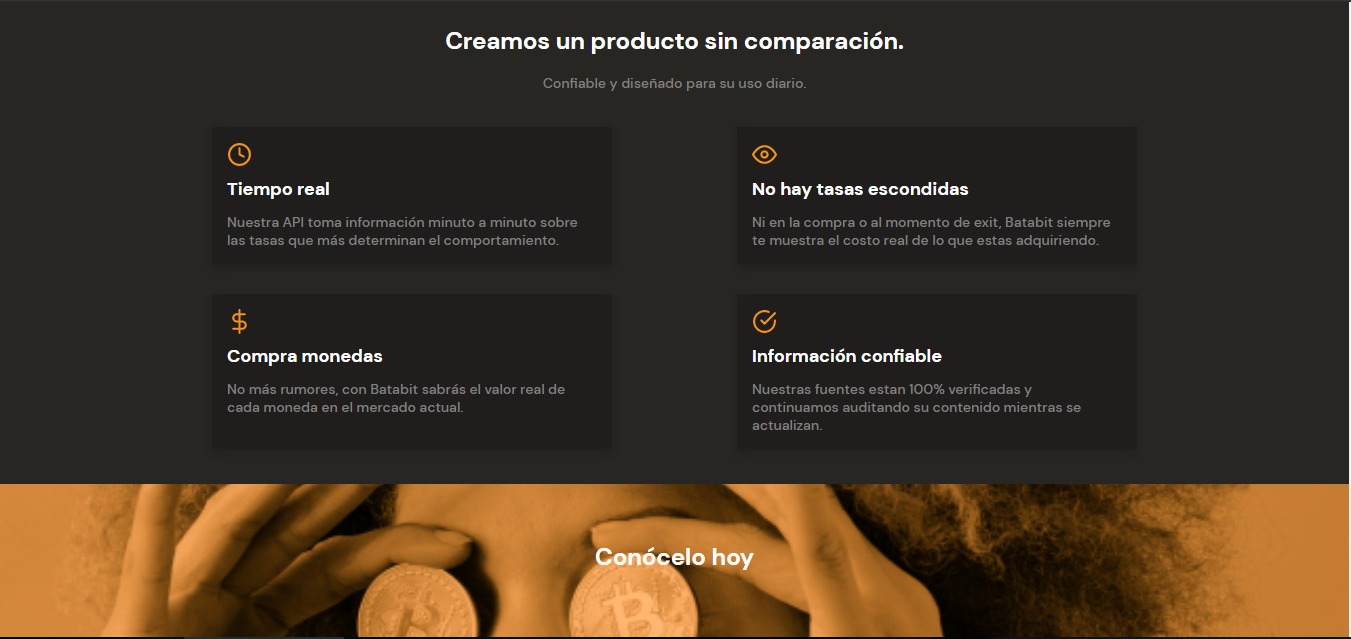 Creamos un producto sin comparación.
Confiable y diseñado para su uso diario.
Tiempo real
Nuestra API toma información minuto a minuto sobre
las tasas que más determinan el comportamiento.
No hay tasas escondidas
Ni en la compra o al momento de exit, Batabit siempre
te muestra el costo real de lo que estas adquiriendo.
Compra monedas
No más rumores, con Batabit sabrás el valor real de
cada moneda en el mercado actual.
Información confiable
Nuestras fuentes estan 100% verificadas y
continuamos auditando su contenido mientras se
actualizan.
Conócelo hoy